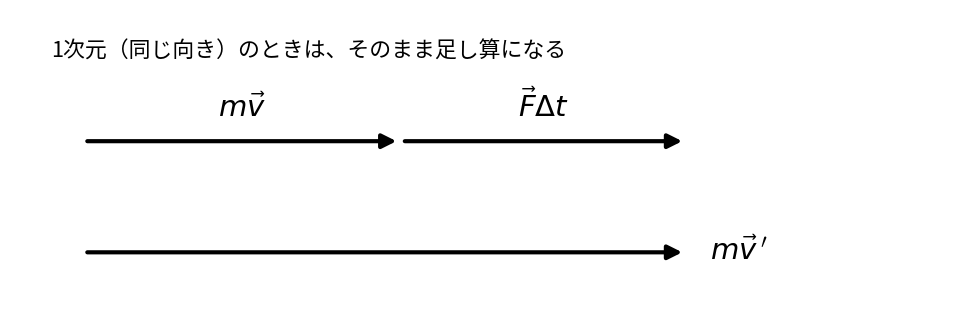 1次元（同じ向き）のときは、そのまま足し算になる
$m\vec{v}$ $\vec{F}\Delta t$
$m\vec{v}\,'$